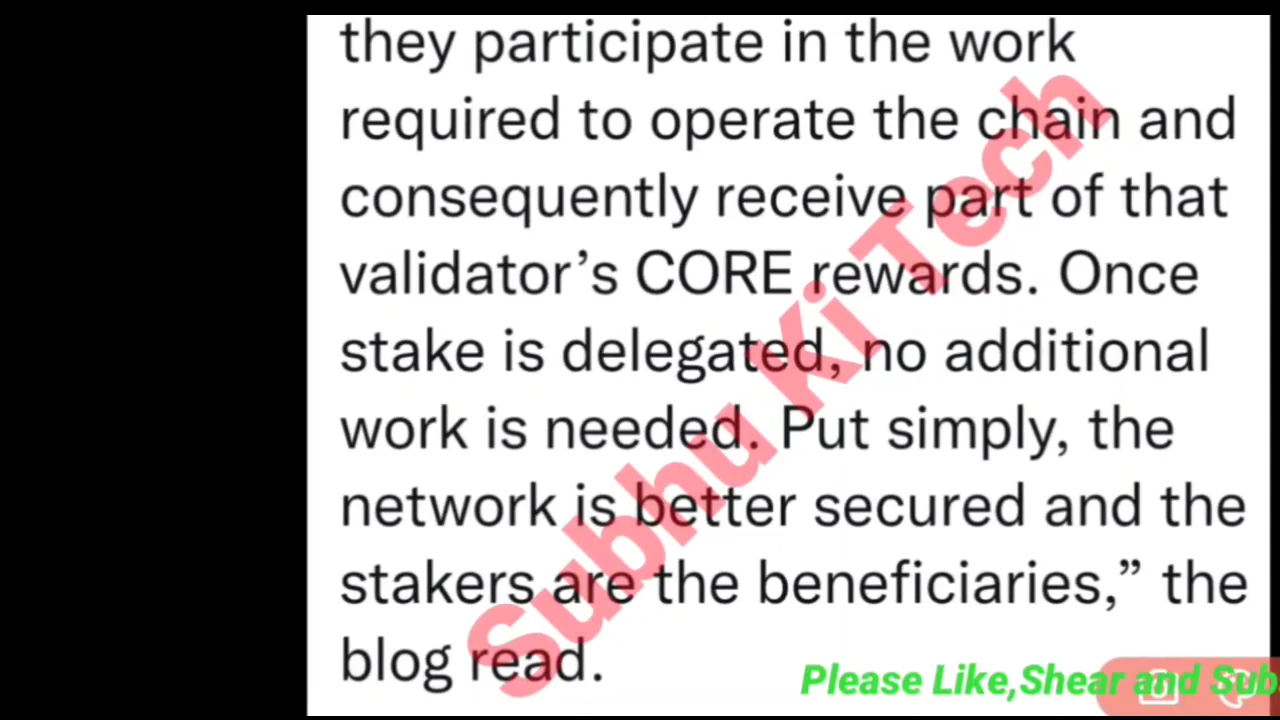 they participate in the work
required to operate the chain and
consequently receive part of that
validator’s CORE rewards. Once
stake is delegated, no additional
work is needed. Put simply, the
network is better secured and the
stakers are the beneficiaries,” the
blog read.
Subhu Ki Tech
Please Like,Shear and Sub